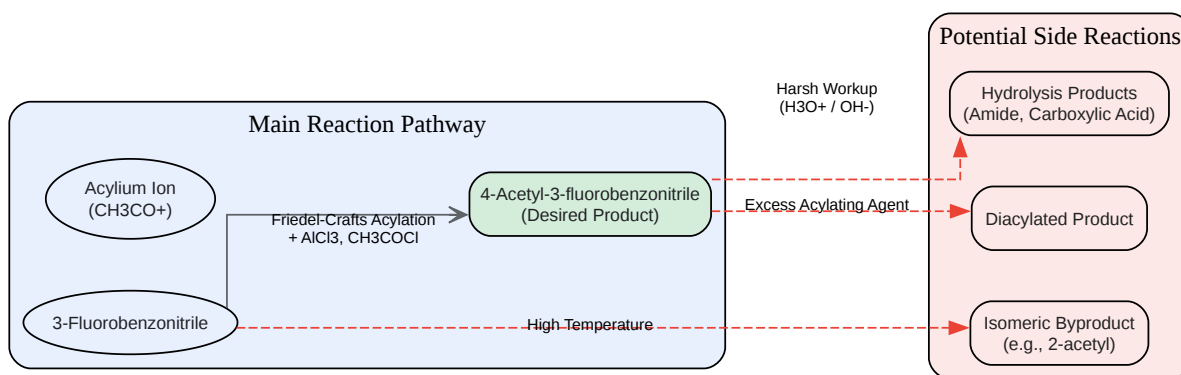 Potential Side Reactions
Harsh Workup
(H3O+ / OH-)
Hydrolysis Products
(Amide, Carboxylic Acid)
Main Reaction Pathway
Acylium Ion
(CH3CO+)
4-Acetyl-3-fluorobenzonitrile
(Desired Product)
Friedel-Crafts Acylation
+ AlCl3, CH3COCl
Excess Acylating Agent
Diacylated Product
3-Fluorobenzonitrile
High Temperature
Isomeric Byproduct
(e.g., 2-acetyl)